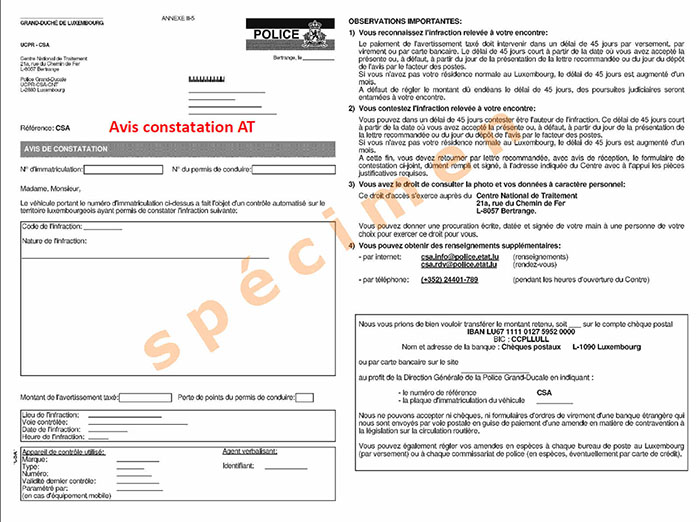 GRAND-DUCHÉ DE LUXEMBOURG
ANNEXE III-5
POLICE
UCPR - CSA
Centre National de Traitement
21a, rue du Chemin de Fer
L-8057 Bertrange
Bertrange, le
Police Grand-Ducale
UCPR-CSA-CNT
L-2880 Luxembourg
Référence: CSA
Avis constatation AT
AVIS DE CONSTATATION
N° d'immatriculation:
N° du permis de conduire:
Madame, Monsieur,
Le véhicule portant le numéro d'immatriculation ci-dessus a fait l'objet d'un contrôle automatisé sur le
territoire luxembourgeois ayant permis de constater l'infraction suivante:
Code de l'infraction:
Nature de l'infraction:
Montant de l'avertissement taxé:
Perte de points du permis de conduire:
Lieu de l'infraction:
Voie contrôlée:
Date de l'infraction:
Heure de l'infraction:
Appareil de contrôle utilisé:
Agent verbalisant:
Marque:
Type:
Identifiant:
Numéro:
Validité dernier contrôle:
Paramétré par:
(en cas d'équipement mobile)
OBSERVATIONS IMPORTANTES:
1) Vous reconnaissez l'infraction relevée à votre encontre:
Le paiement de l'avertissement taxé doit intervenir dans un délai de 45 jours par versement, par
virement ou par carte bancaire. Le délai de 45 jours court à partir de la date où vous avez accepté la
présente ou, à défaut, à partir du jour de la présentation de la lettre recommandée ou du jour du dépôt
de l'avis par le facteur des postes.
Si vous n'avez pas votre résidence normale au Luxembourg, le délai de 45 jours est augmenté d'un
mois.
A défaut de régler le montant dû endéans le délai de 45 jours, des poursuites judiciaires seront
entamées à votre encontre.
2) Vous contestez l'infraction relevée à votre encontre:
Vous pouvez dans un délai de 45 jours contester être l'auteur de l'infraction. Ce délai de 45 jours court
à partir de la date où vous avez accepté la présente ou, à défaut, à partir du jour de la présentation de
la lettre recommandée ou du jour du dépôt de l'avis par le facteur des postes.
Si vous n'avez pas votre résidence normale au Luxembourg, le délai de 45 jours est augmenté d'un
mois.
A cette fin, vous devez retourner par lettre recommandée, avec avis de réception, le formulaire de
contestation ci-joint, dûment rempli et signé, à l'adresse indiquée du Centre avec à l'appui les pièces
justificatives requises.
3) Vous avez le droit de consulter la photo et vos données à caractère personnel:
Ce droit d'accès s'exerce auprès du Centre National de Traitement
21a, rue du Chemin de Fer
L-8057 Bertrange.
Vous pouvez donner une procuration écrite, datée et signée de votre main à une personne de votre
choix pour exercer ce droit pour vous.
4) Vous pouvez obtenir des renseignements supplémentaires:
- par internet: csa.info@police.etat.lu (renseignements)
csa.rdv@police.etat.lu (rendez-vous)
- par téléphone: (+352) 24401-789 (pendant les heures d'ouverture du Centre)
Nous vous prions de bien vouloir transférer le montant retenu, soit ___ sur le compte chèque postal
IBAN LU67 1111 0127 5952 0000
BIC : CCPLLULL
Nom et adresse de la banque : Chèques postaux L-1090 Luxembourg
ou par carte bancaire sur le site
au profit de la Direction Générale de la Police Grand-Ducale en indiquant :
- le numéro de référence CSA
- la plaque d'immatriculation du véhicule
Nous ne pouvons accepter ni chèques, ni formulaires d'ordres de virement d'une banque étrangère qui
nous sont envoyés par voie postale en guise de paiement d'une amende en matière de contravention à
la législation sur la circulation routière.
Vous pouvez également régler vos amendes en espèces à chaque bureau de poste au Luxembourg
(par versement) ou à chaque commissariat de police (en espèces, éventuellement par carte de crédit).
spécimen